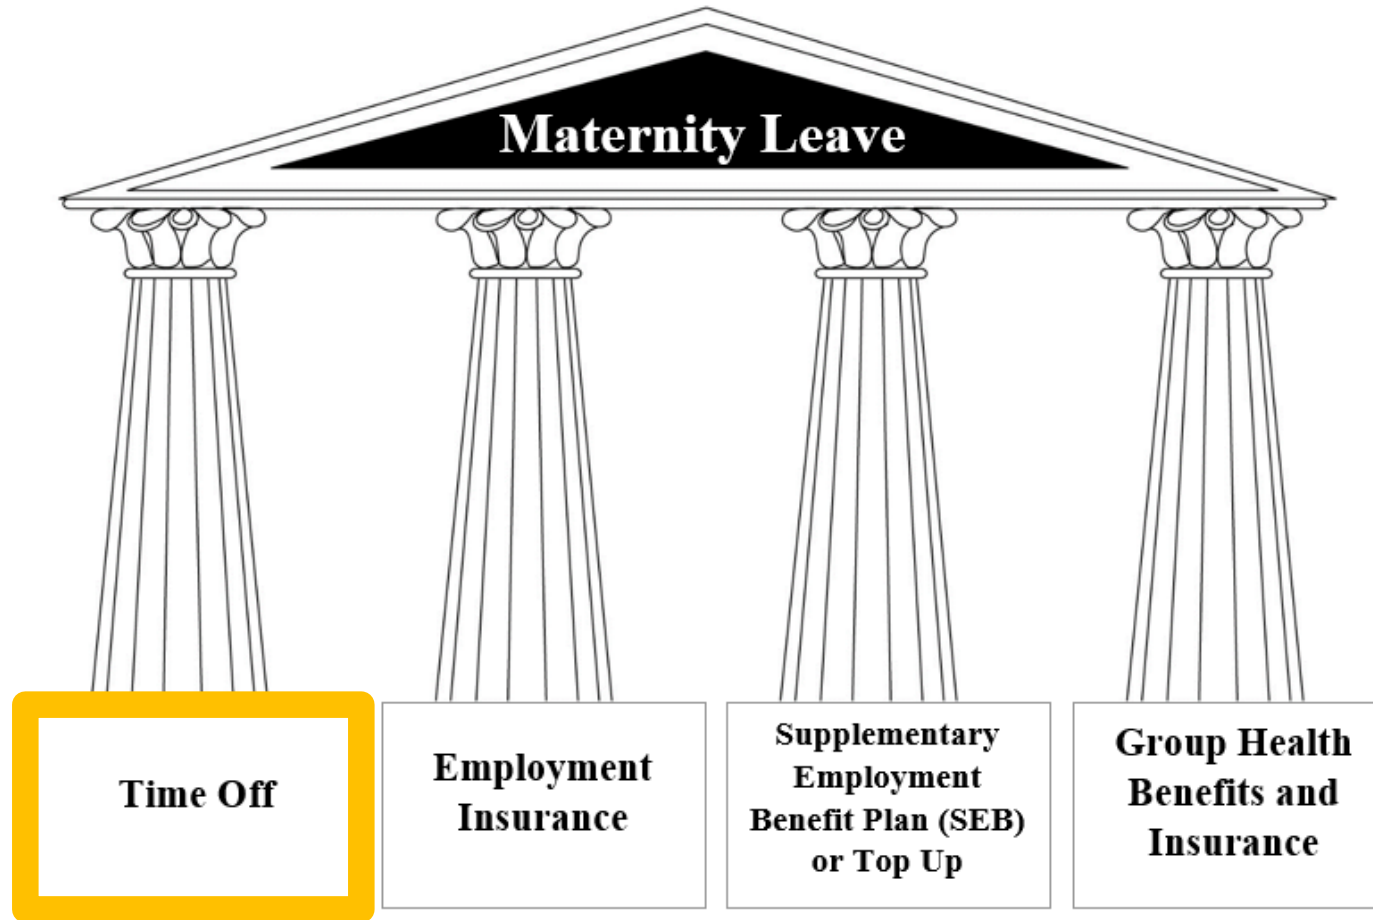 Maternity Leave
Time Off
Employment
Insurance
Supplementary
Employment
Benefit Plan (SEB)
or Top Up
Group Health
Benefits and
Insurance